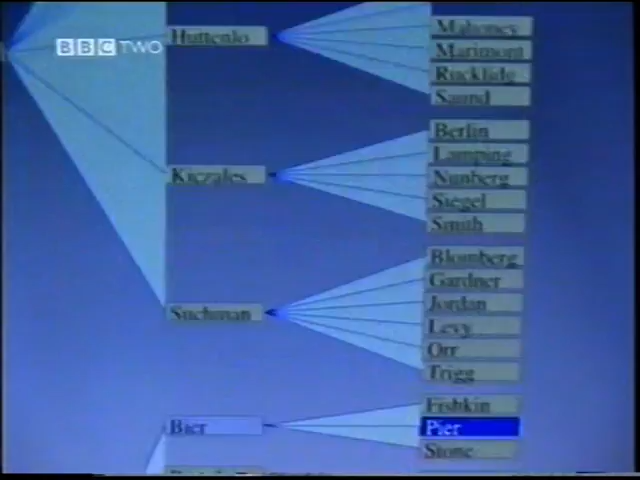 BBC TWO
Huttenlo
Mahoney
Marimont
Rucklidge
Saund
Kiczales
Berlin
Lamping
Nunberg
Siegel
Smith
Suchman
Blomberg
Gardner
Jordan
Levy
Orr
Trigg
Bier
Fishkin
Pier
Stone